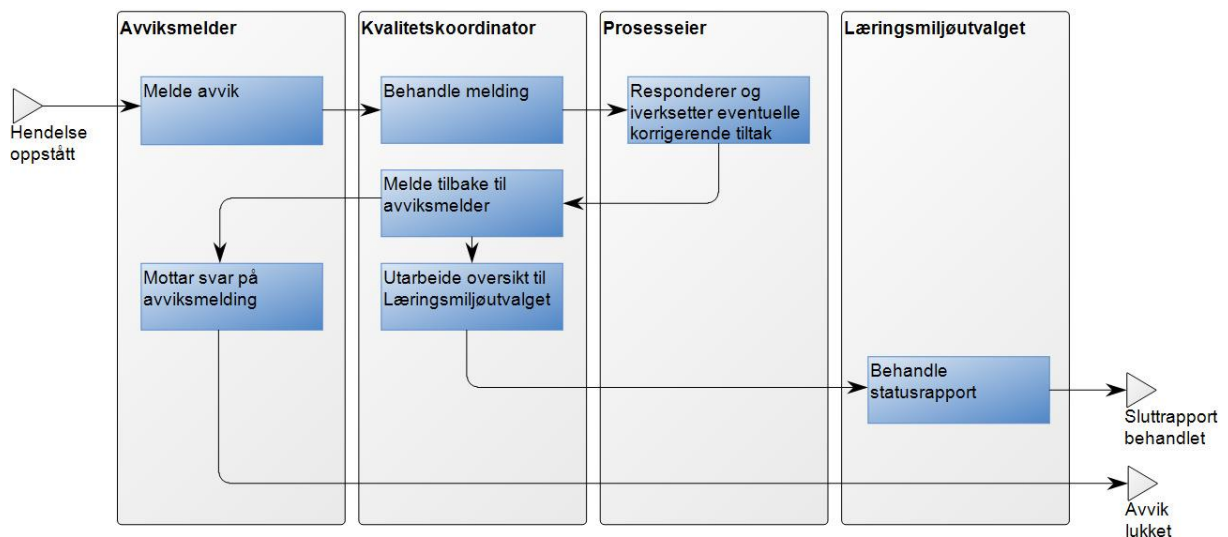 Avviksmelder
Kvalitetskoordinator
Prosesseier
Læringsmiljøutvalget
Hendelse
oppstått
Melde avvik
Behandle melding
Responderer og
iverksetter eventuelle
korrigerende tiltak
Melde tilbake til
avviksmelder
Mottar svar på
avviksmelding
Utarbeide oversikt til
Læringsmiljøutvalget
Behandle
statusrapport
Sluttrapport
behandlet
Avvik
lukket